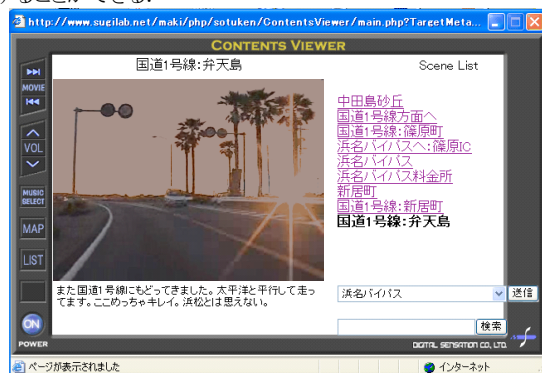 ることができる.
http://www.sugilab.net/maki/php/sotuken/ContentsViewer/main.php?TargetMeta...
CONTENTS VIEWER
国道1号線:弁天島
Scene List
MOVIE
VOL
MUSIC
SELECT
MAP
LIST
ON
POWER
中田島砂丘
国道1号線方面へ
国道1号線:篠原町
浜名バイパスへ:篠原IC
浜名バイパス
浜名バイパス料金所
新居町
国道1号線:新居町
国道1号線:弁天島
また国道1号線にもどってきました。太平洋と平行して走っ
てます。ここめっちゃキレイ。浜松とは思えない。
浜名バイパス
送信
検索
DIGITAL SENSATION CO., LTD.
ページが表示されました
インターネット